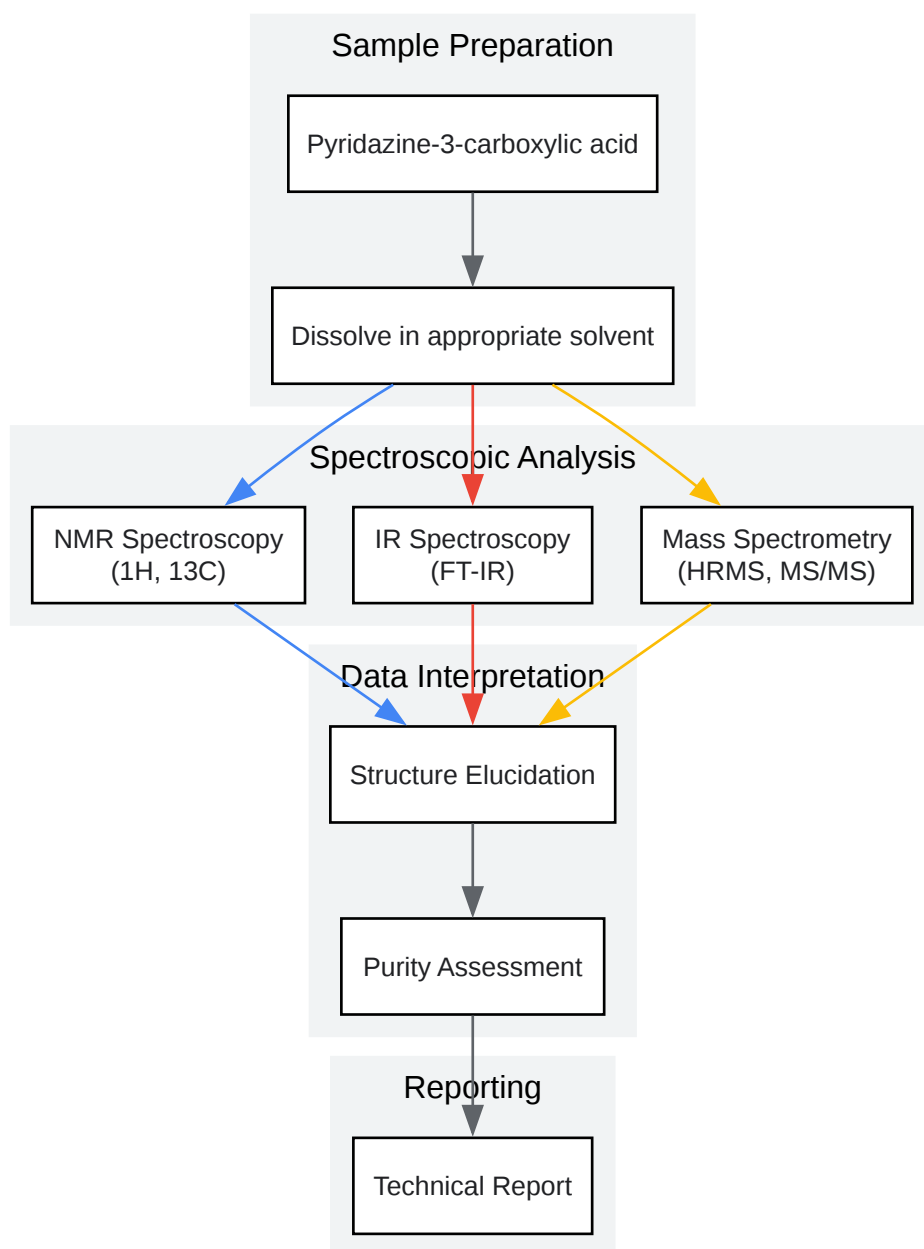 Sample Preparation
Pyridazine-3-carboxylic acid
Dissolve in appropriate solvent
Spectroscopic Analysis
NMR Spectroscopy
(1H, 13C)
IR Spectroscopy
(FT-IR)
Mass Spectrometry
(HRMS, MS/MS)
Data Interpretation
Structure Elucidation
Purity Assessment
Reporting
Technical Report